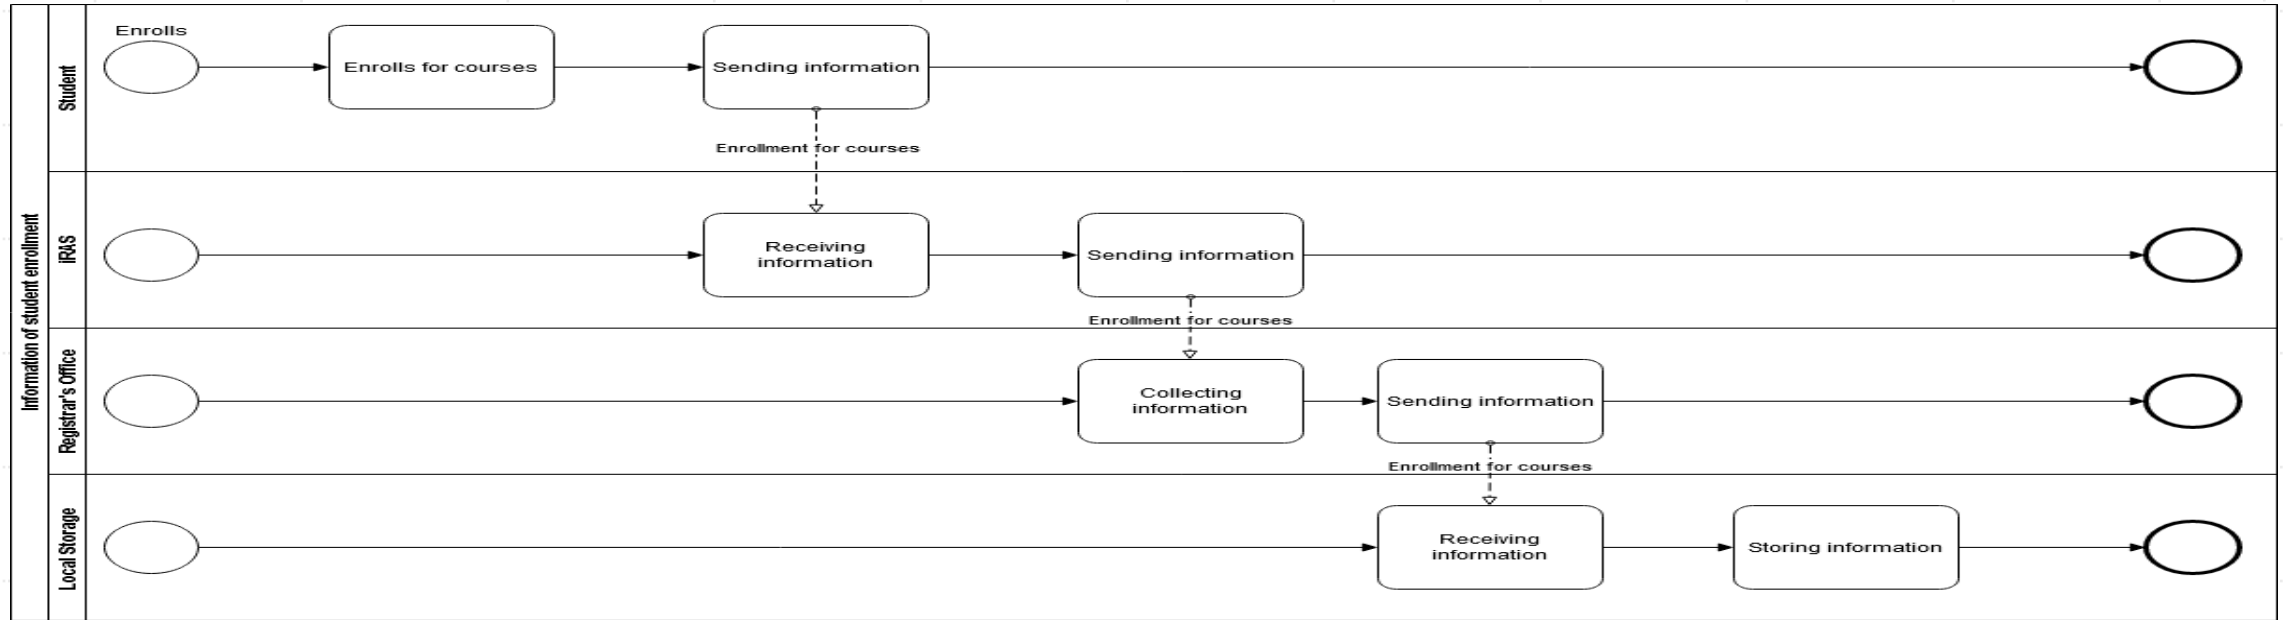 Information of student enrollment
Student
Enrolls
Enrolls for courses
Sending information
Enrollment for courses
iRAS
Receiving
information
Sending information
Enrollment for courses
Registrar's Office
Collecting
information
Sending information
Enrollment for courses
Local Storage
Receiving
information
Storing information